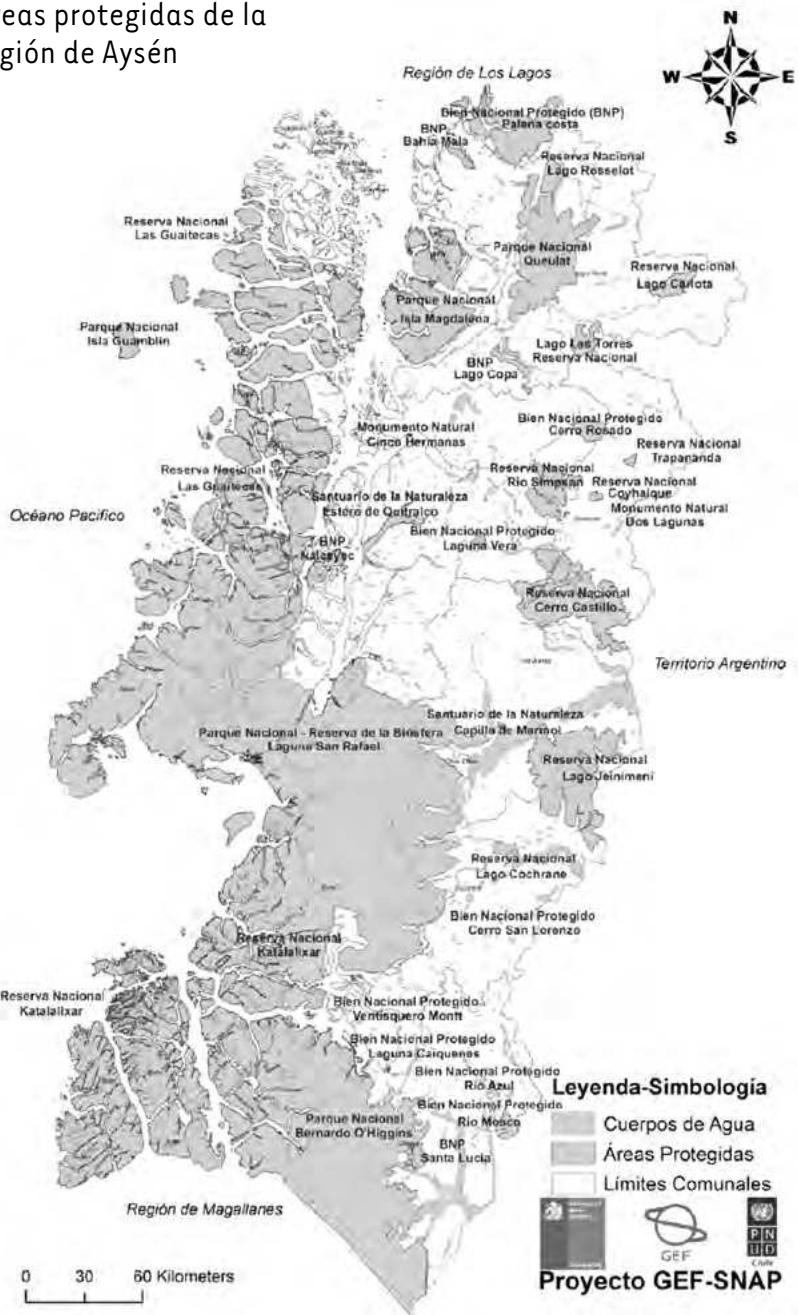 reas protegidas de la
egión de Aysén
N
W
E
S
Región de Los Lagos
Bien Nacional Protegido (BNP)
Palena costa
BNP
Bahía Mala
Reserva Nacional
Lago Rosselot
Reserva Nacional
Las Guaitecas
Parque Nacional
Queulat
Reserva Nacional
Lago Carlota
Parque Nacional
Isla Magdalena
Parque Nacional
Isla Guamblin
Lago Las Torres
Reserva Nacional
BNP
Lago Copa
Monumento Natural
Cinco Hermanas
Bien Nacional Protegido
Cerro Rosado
Reserva Nacional
Trapananda
Reserva Nacional
Las Guaitecas
Reserva Nacional
Río Simpson
Reserva Nacional
Coyhaique
Santuario de la Naturaleza
Estero de Quitralco
Monumento Natural
Dos Lagunas
Océano Pacífico
Bien Nacional Protegido
Laguna Vera
BNP
Nalcayec
Reserva Nacional
Cerro Castillo
Territorio Argentino
Santuario de la Naturaleza
Capilla de Marmol
Parque Nacional - Reserva de la Biósfera
Laguna San Rafael
Reserva Nacional
Lago Jeinimeni
Reserva Nacional
Lago Cochrane
Bien Nacional Protegido
Cerro San Lorenzo
Reserva Nacional
Katalalixar
Reserva Nacional
Katalalixar
Bien Nacional Protegido
Ventisquero Montt
Bien Nacional Protegido
Laguna Caiquenes
Bien Nacional Protegido
Río Azul
Bien Nacional Protegido
Río Mosco
Parque Nacional
Bernardo O'Higgins
BNP
Santa Lucia
Región de Magallanes
Leyenda-Simbología
Cuerpos de Agua
Áreas Protegidas
Límites Comunales
GEF
PNUD
Chile
Proyecto GEF-SNAP
0 30 60 Kilometers